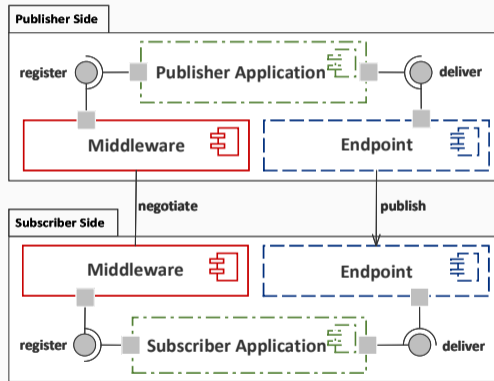 Publisher Side
register
Publisher Application
deliver
Middleware
Endpoint
negotiate
publish
Subscriber Side
Middleware
Endpoint
register
Subscriber Application
deliver